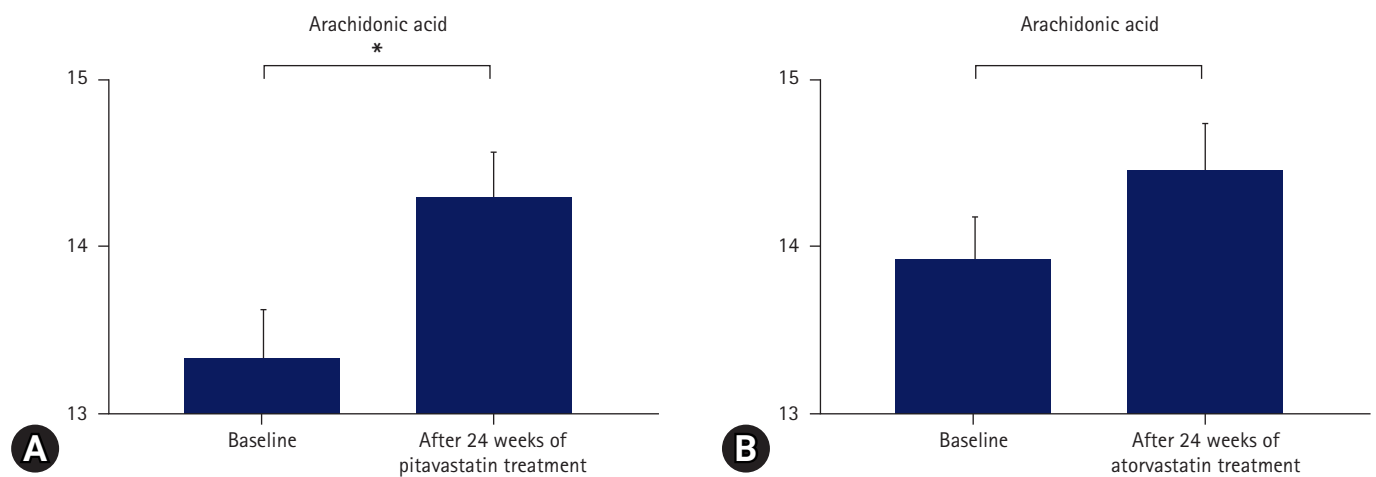 Arachidonic acid
*
15
14
13
Baseline
After 24 weeks of
pitavastatin treatment
A
Arachidonic acid
15
14
13
Baseline
After 24 weeks of
atorvastatin treatment
B